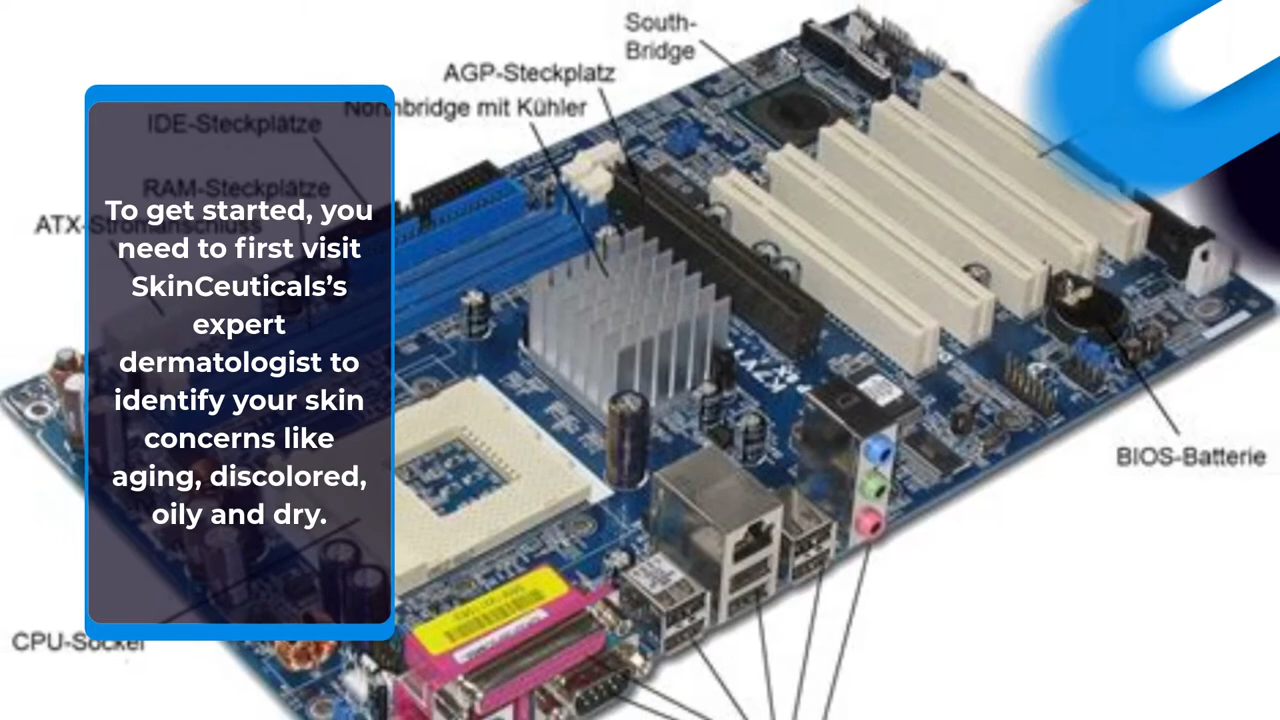 South-
Bridge
AGP-Steckplatz
Northbridge mit Kühler
IDE-Steckplätze
RAM-Steckplätze
ATX-Stromanschluss
To get started, you
need to first visit
SkinCeuticals’s
expert
dermatologist to
identify your skin
concerns like
aging, discolored,
oily and dry.
BIOS-Batterie
CPU-Sockel
K7V